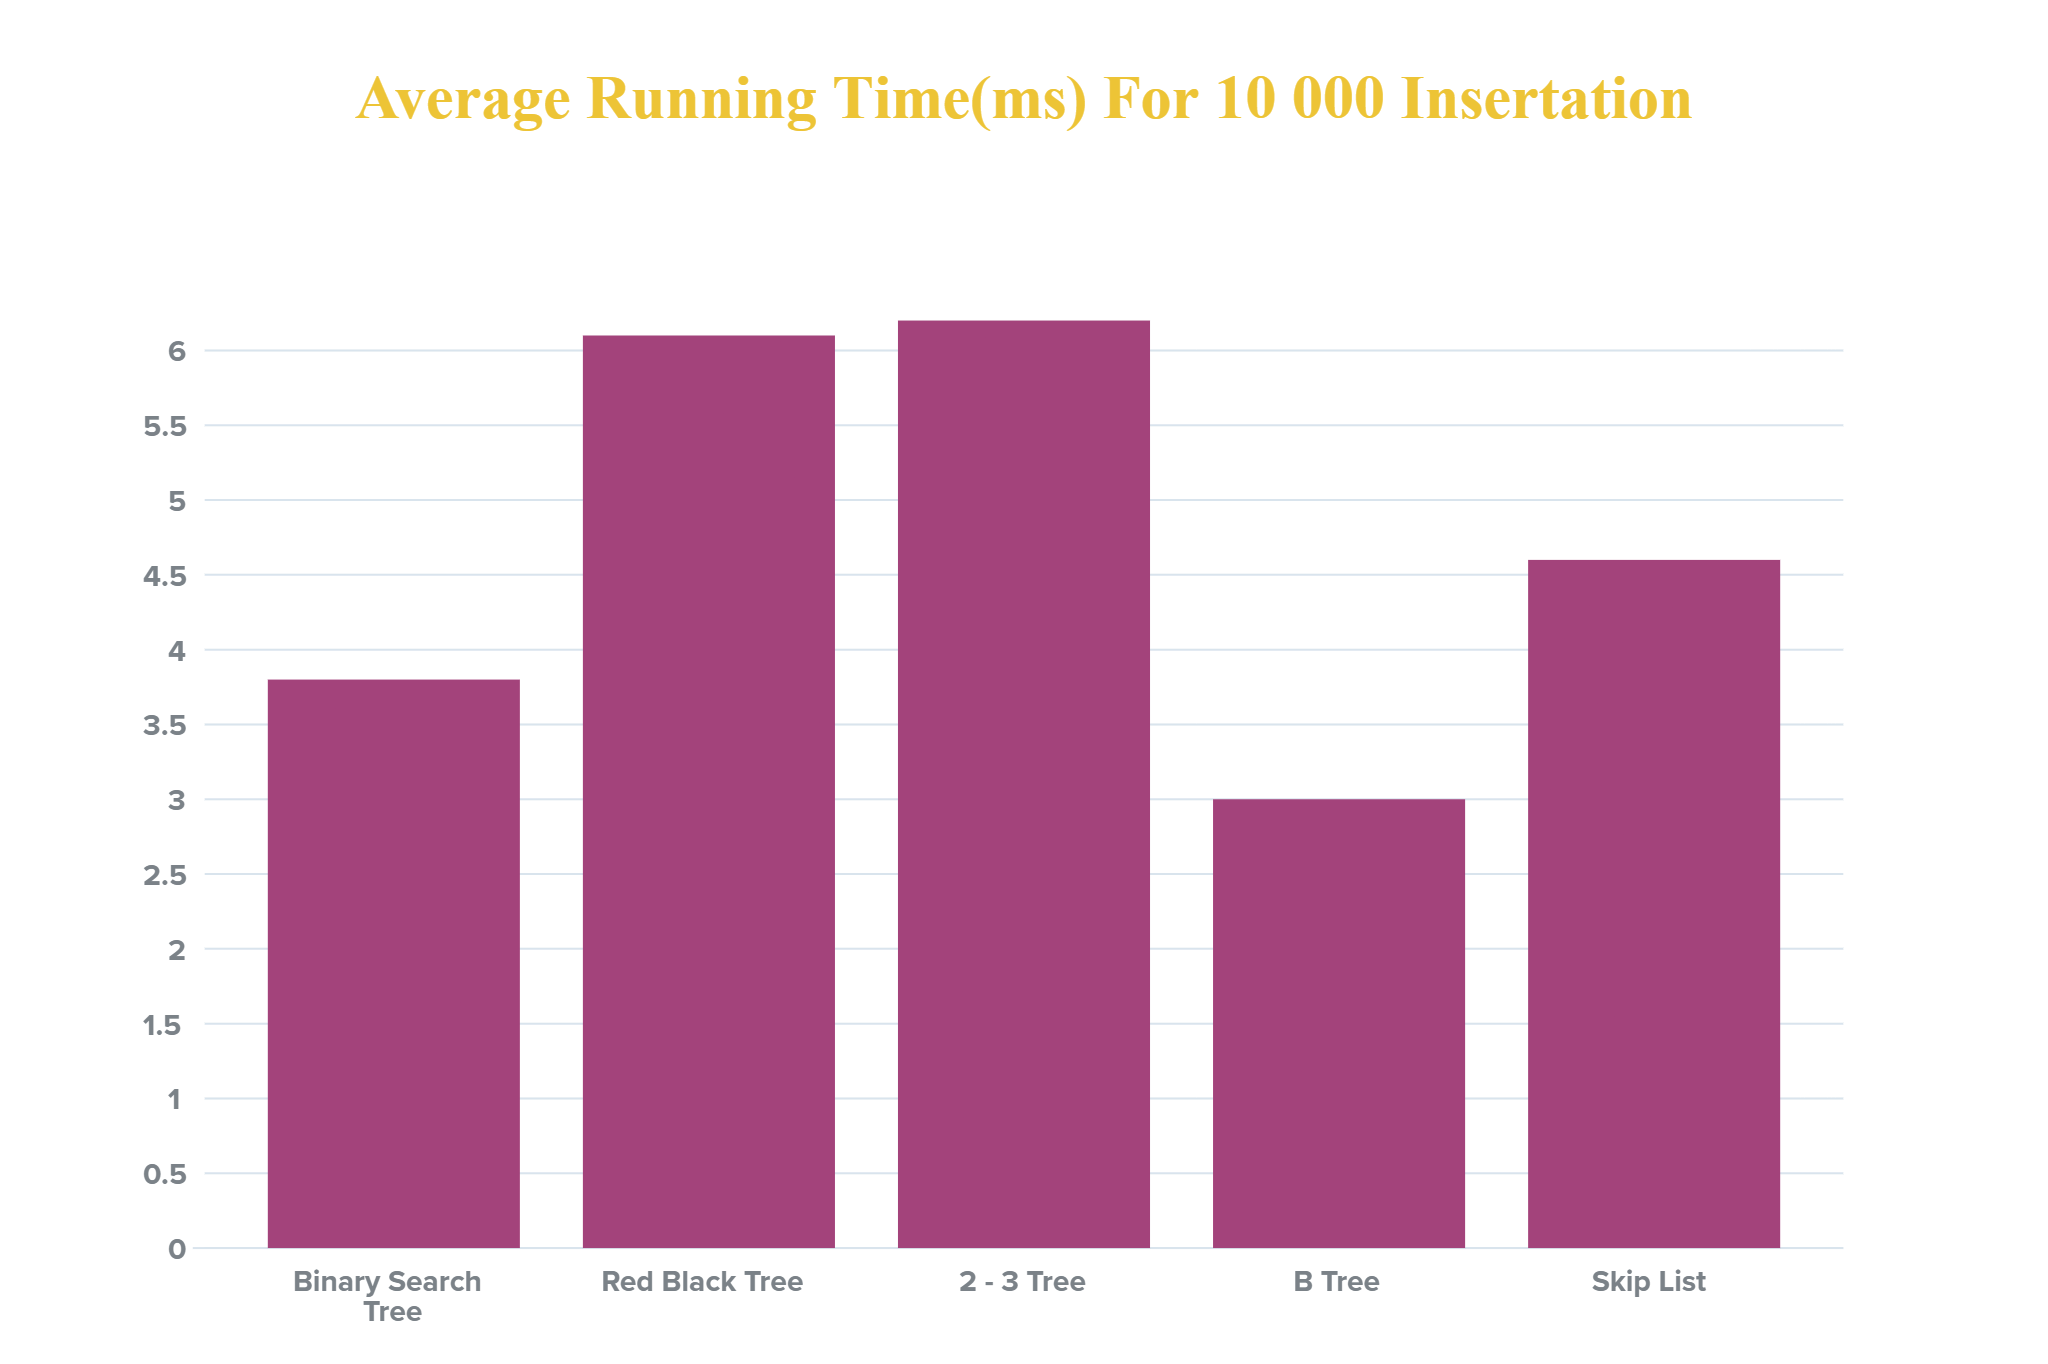 Average Running Time(ms) For 10 000 Insertation
6
5.5
5
4.5
4
3.5
3
2.5
2
1.5
1
0.5
0
Binary Search
Tree
Red Black Tree
2 - 3 Tree
B Tree
Skip List